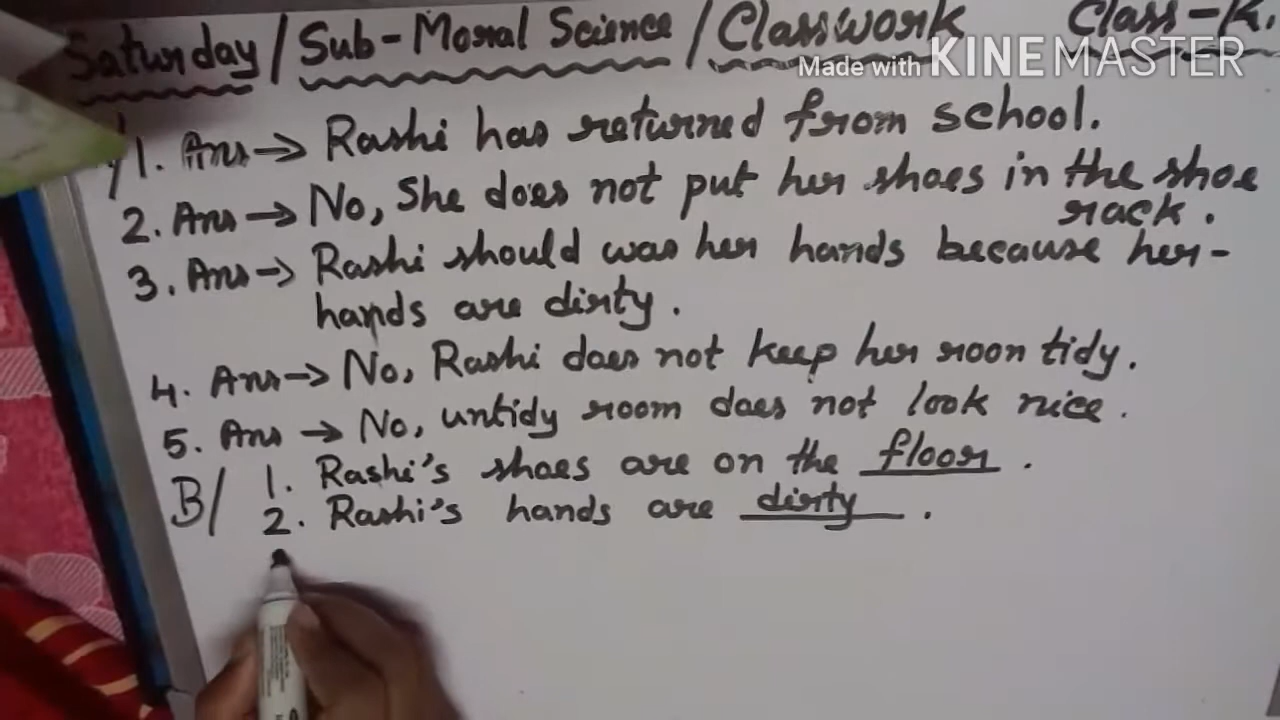 Saturday / Sub-Moral Science / Classwork Class-K.
Made with KINEMASTER
1. Ans → Rashi has returned from school.
2. Ans → No, She does not put her shoes in the shoe
rack.
3. Ans → Rashi should was her hands because her-
hands are dirty.
4. Ans → No, Rashi does not keep her roon tidy.
5. Ans → No, untidy room does not look nice.
B/ 1. Rashi's shoes are on the floor.
2. Rashi's hands are dirty.